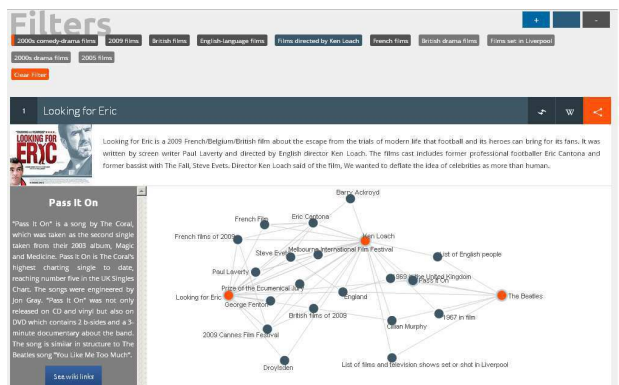 Filters
+ -
2000s comedy-drama films 2009 films British films English-language films Films directed by Ken Loach French films British drama films Films set in Liverpool
2000s drama films 2005 films
Clear Filter
1 Looking for Eric W
LOOKING FOR
ERIC
Looking for Eric is a 2009 French/Belgium/British film about the escape from the trials of modern life that football and its heroes can bring for its fans. It was
written by screen writer Paul Laverty and directed by English director Ken Loach. The films cast includes former professional footballer Eric Cantona and
former bassist with The Fall, Steve Evets. Director Ken Loach said of the film, We wanted to deflate the idea of celebrities as more than human.
Pass It On
"Pass It On" is a song by The Coral,
which was taken as the second single
taken from their 2003 album, Magic
and Medicine. Pass It On is The Coral's
highest charting single to date,
reaching number five in the UK Singles
Chart. The songs were engineered by
Jon Gray. "Pass It On" was not only
released on CD and vinyl but also on
DVD which contains 2 b-sides and a 3-
minute documentary about the band.
The song is similar in structure to The
Beatles song "You Like Me Too Much".
See wiki links
Barry Ackroyd
French Film
Eric Cantona
Ken Loach
French films of 2009
Steve Evets
Melbourne International Film Festival
List of English people
Paul Laverty
1969 in the United Kingdom
Pass It On
Prize of the Ecumenical Jury
Looking for Eric
George Fenton
England
The Beatles
British films of 2009
1967 in film
Cillian Murphy
2009 Cannes Film Festival
Droylsden
List of films and television shows set or shot in Liverpool